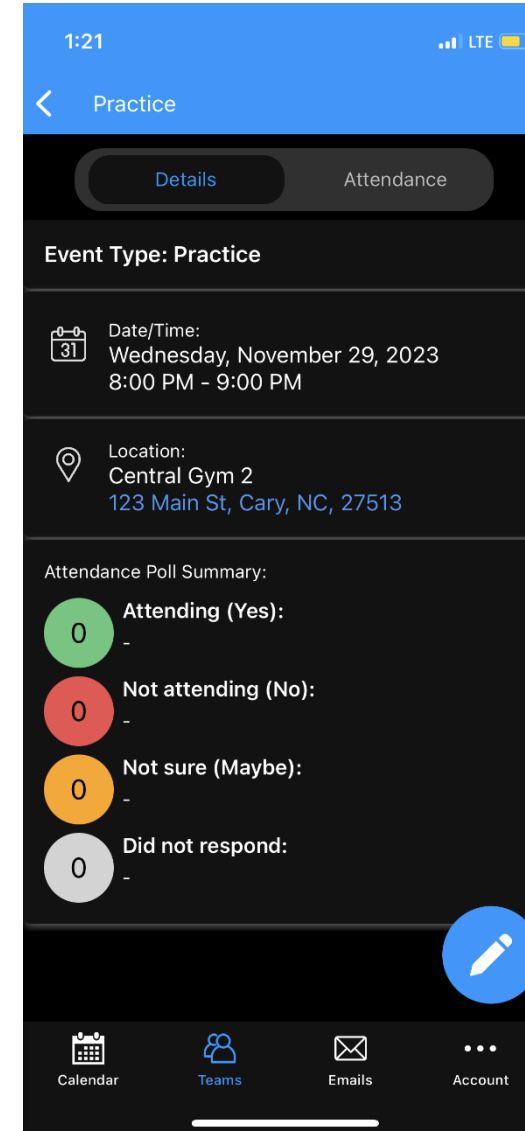 1:21
LTE
Practice
Details
Attendance
Event Type: Practice
31
Date/Time:
Wednesday, November 29, 2023
8:00 PM - 9:00 PM
Location:
Central Gym 2
123 Main St, Cary, NC, 27513
Attendance Poll Summary:
0
Attending (Yes):
-
0
Not attending (No):
-
0
Not sure (Maybe):
-
0
Did not respond:
-
Calendar
Teams
Emails
Account